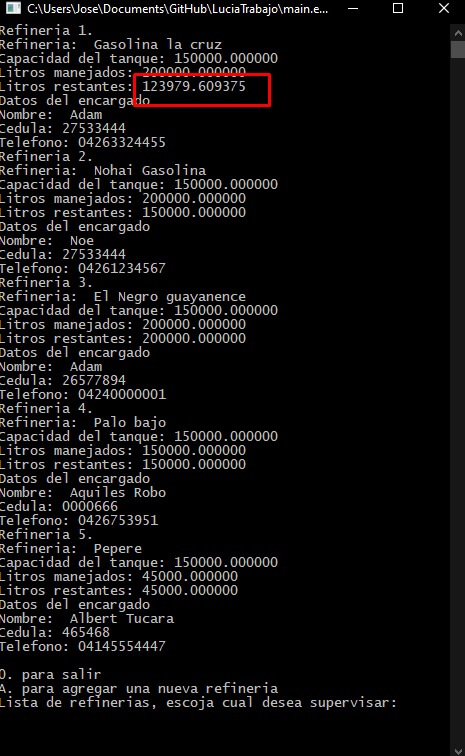 C:\Users\Jose\Documents\GitHub\LuciaTrabajo\main.e...
Refineria 1.
Refineria:  Gasolina la cruz
Capacidad del tanque: 150000.000000
Litros manejados: 200000.000000
Litros restantes: 123979.609375
Datos del encargado
Nombre:  Adam
Cedula: 27533444
Telefono: 04263324455
Refineria 2.
Refineria:  Nohai Gasolina
Capacidad del tanque: 150000.000000
Litros manejados: 200000.000000
Litros restantes: 150000.000000
Datos del encargado
Nombre:  Noe
Cedula: 27533444
Telefono: 04261234567
Refineria 3.
Refineria:  El Negro guayanence
Capacidad del tanque: 150000.000000
Litros manejados: 200000.000000
Litros restantes: 200000.000000
Datos del encargado
Nombre:  Adam
Cedula: 26577894
Telefono: 04240000001
Refineria 4.
Refineria:  Palo bajo
Capacidad del tanque: 150000.000000
Litros manejados: 150000.000000
Litros restantes: 150000.000000
Datos del encargado
Nombre:  Aquiles Robo
Cedula: 0000666
Telefono: 0426753951
Refineria 5.
Refineria:  Pepere
Capacidad del tanque: 150000.000000
Litros manejados: 45000.000000
Litros restantes: 45000.000000
Datos del encargado
Nombre:  Albert Tucara
Cedula: 465468
Telefono: 04145554447
0. para salir
A. para agregar una nueva refineria
Lista de refinerias, escoja cual desea supervisar: